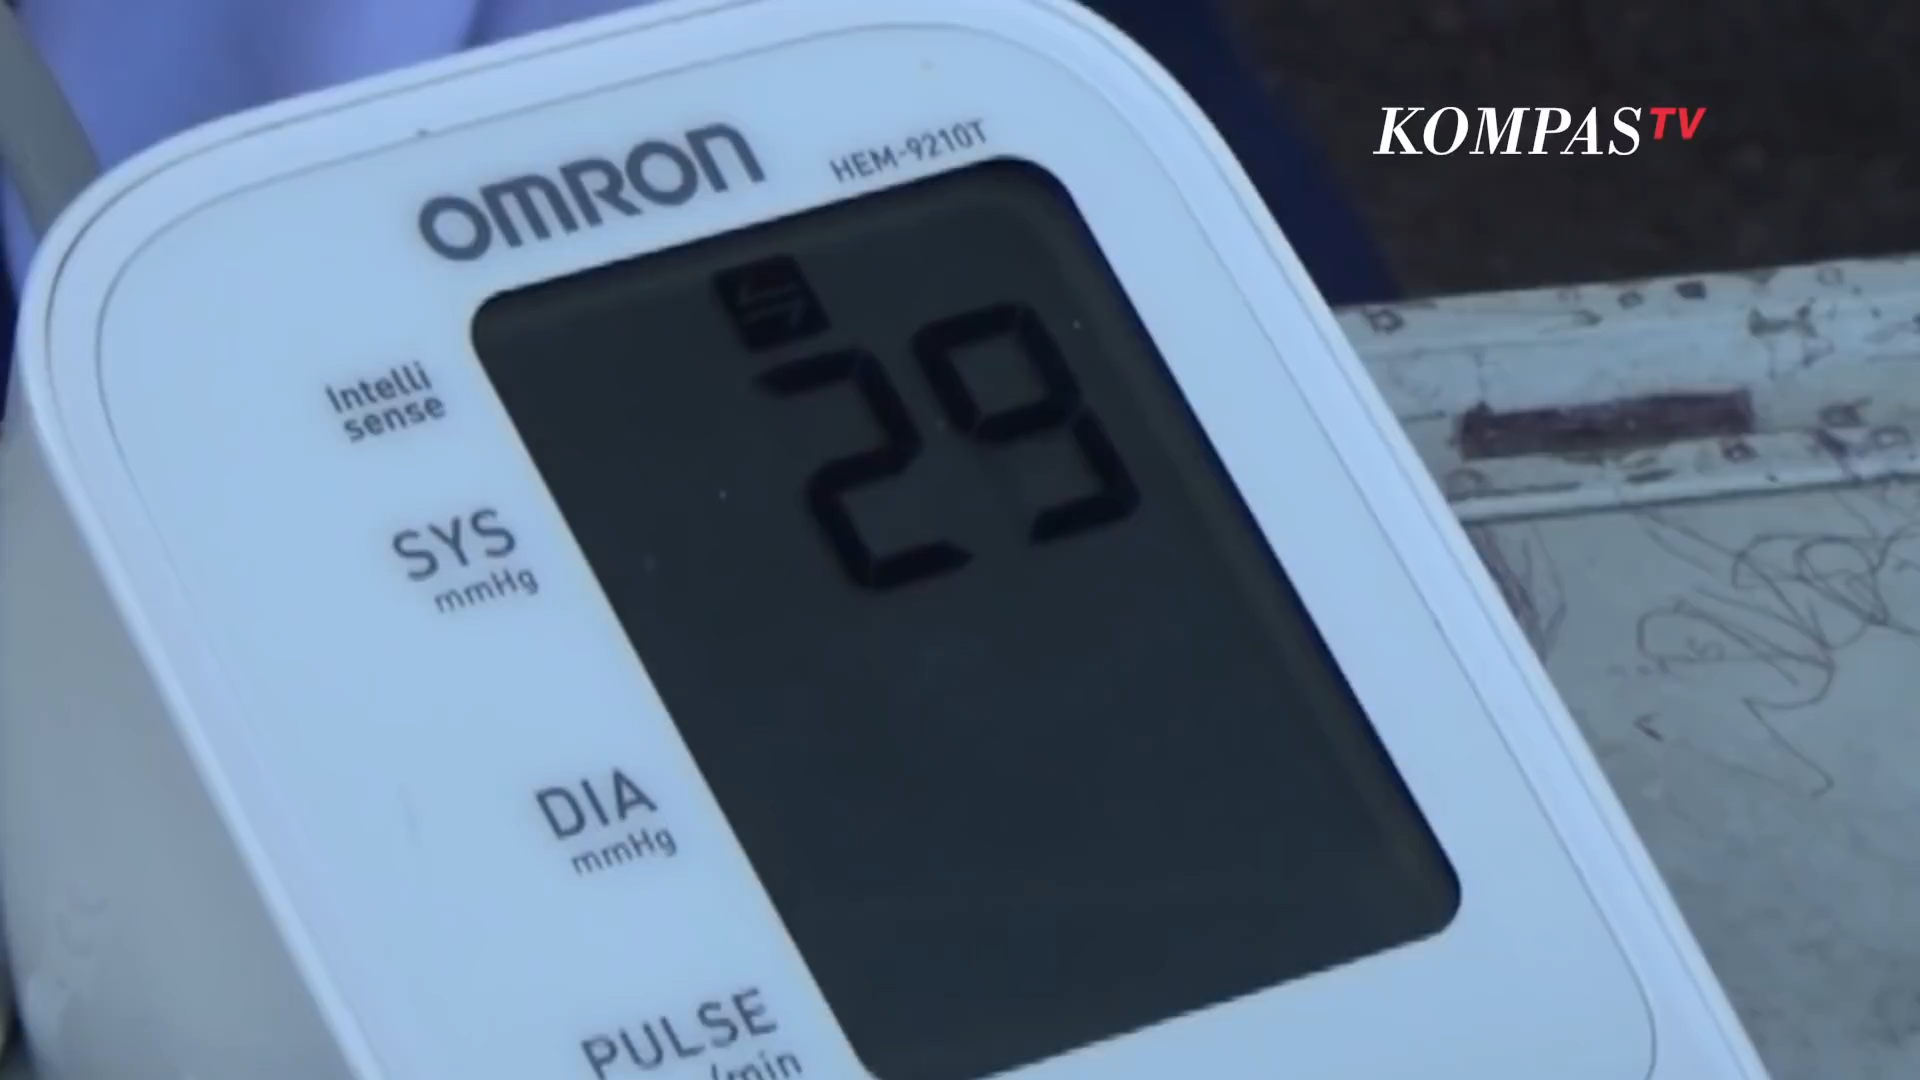 KOMPASTV
OMRON
HEM-9210T
Intelli
sense
29
SYS
mmHg
DIA
mmHg
PULSE
/min